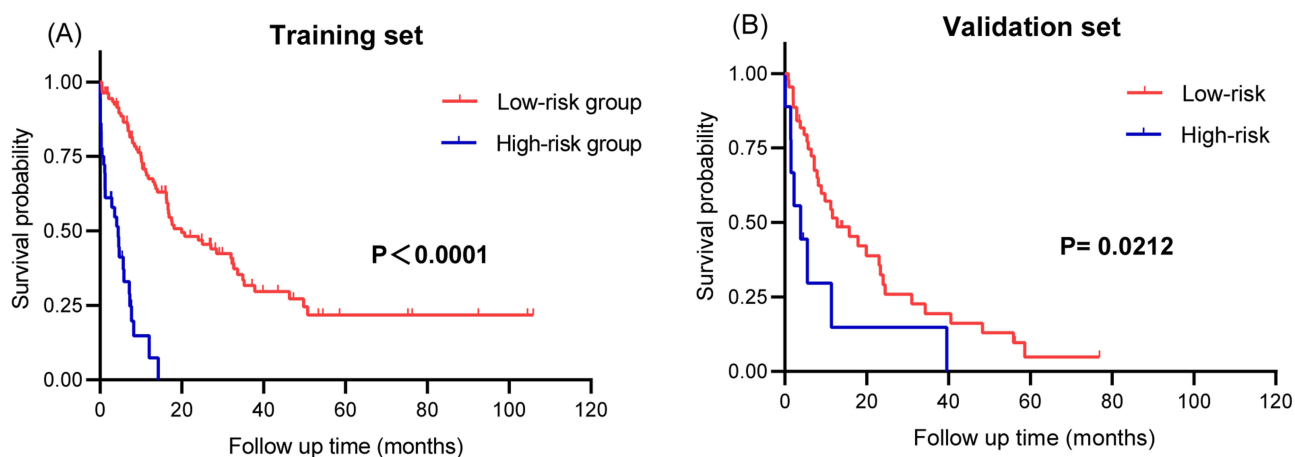 (A)
Training set
Survival probability
1.00
0.75
0.50
0.25
0.00
Low-risk group
High-risk group
P<0.0001
0 20 40 60 80 100 120
Follow up time (months)
(B)
Validation set
Survival probability
1.00
0.75
0.50
0.25
0.00
Low-risk
High-risk
P= 0.0212
0 20 40 60 80 100 120
Follow up time (months)